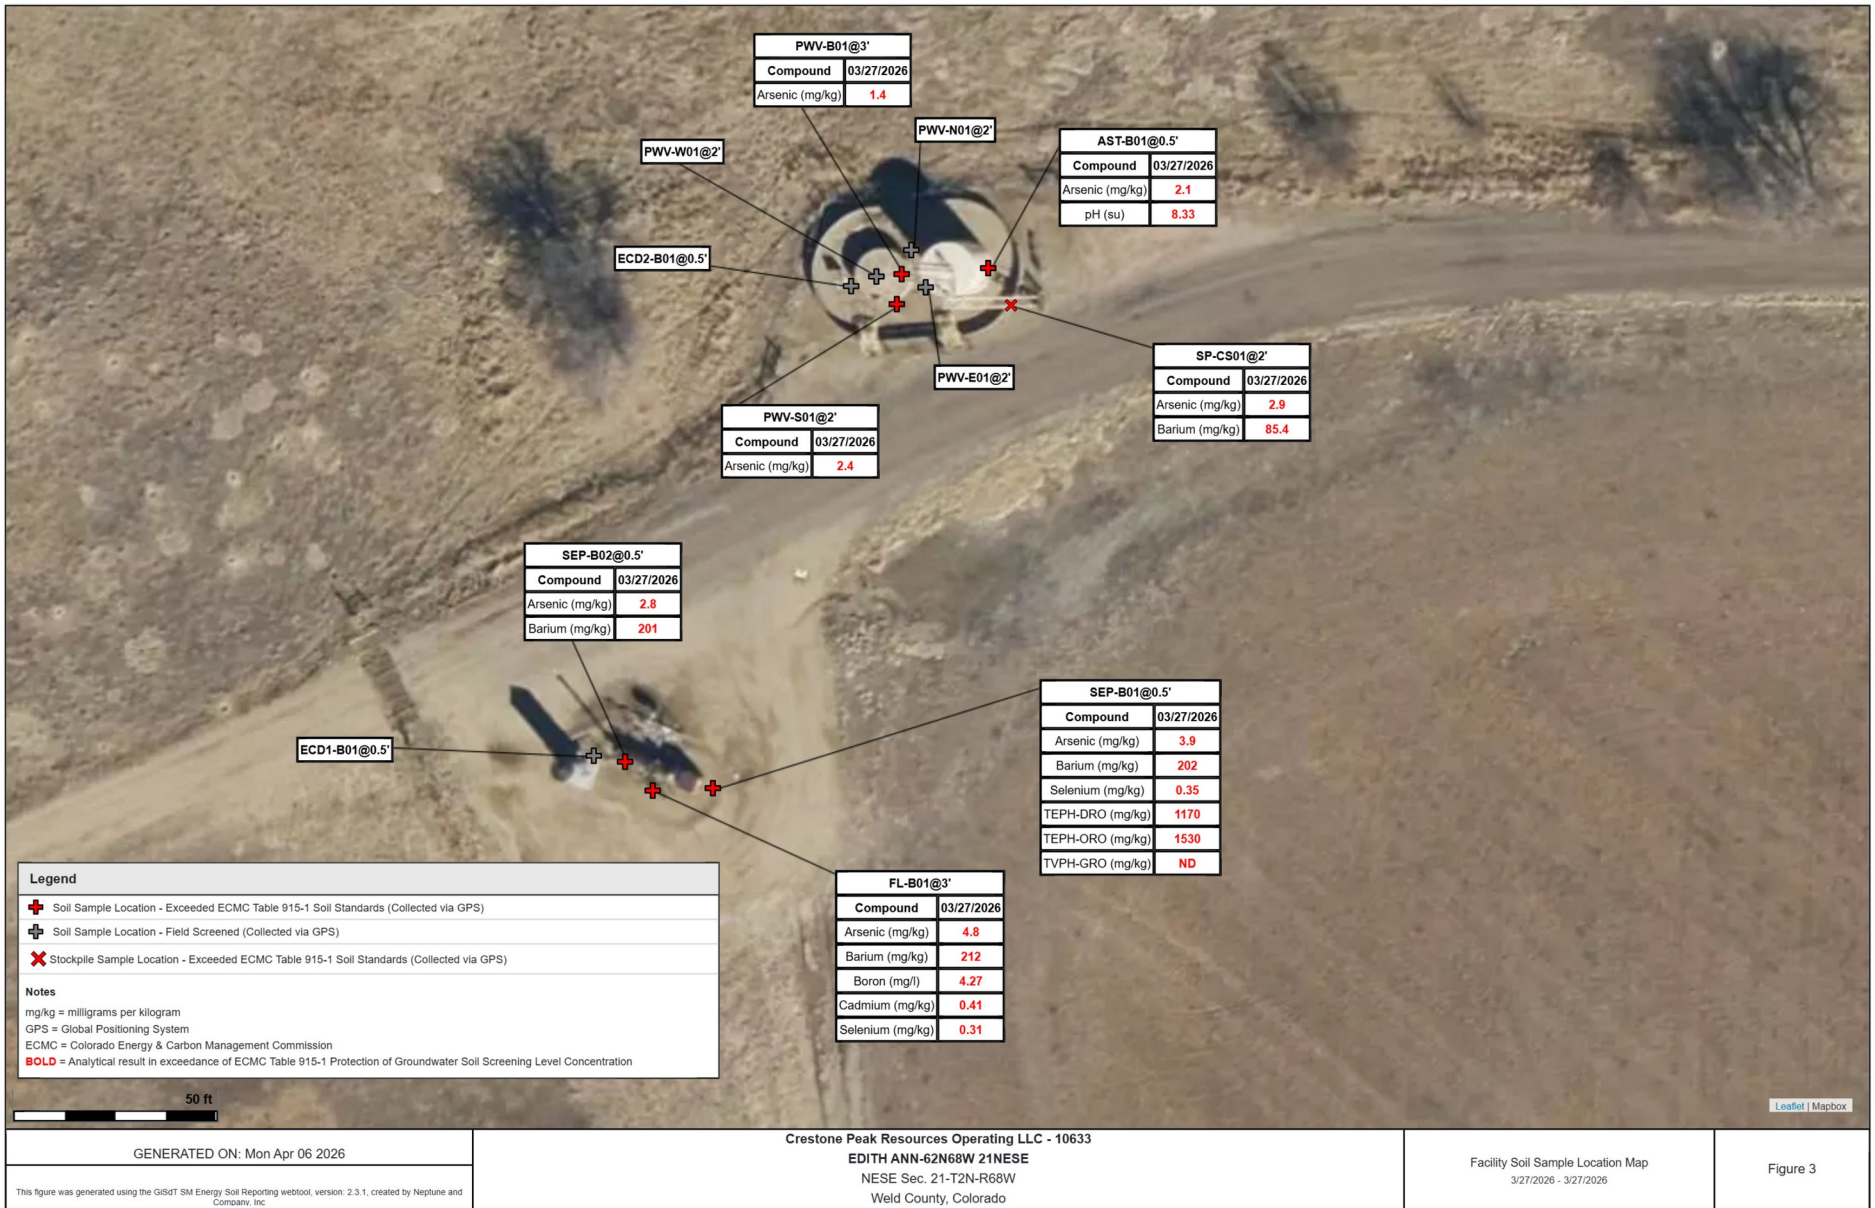 PWV-B01@3'
Compound 03/27/2026
Arsenic (mg/kg) 1.4
PWV-N01@2'
PWV-W01@2'
AST-B01@0.5'
Compound 03/27/2026
Arsenic (mg/kg) 2.1
pH (su) 8.33
ECD2-B01@0.5'
SP-CS01@2'
Compound 03/27/2026
Arsenic (mg/kg) 2.9
Barium (mg/kg) 85.4
PWV-E01@2'
PWV-S01@2'
Compound 03/27/2026
Arsenic (mg/kg) 2.4
SEP-B02@0.5'
Compound 03/27/2026
Arsenic (mg/kg) 2.8
Barium (mg/kg) 201
SEP-B01@0.5'
Compound 03/27/2026
Arsenic (mg/kg) 3.9
Barium (mg/kg) 202
Selenium (mg/kg) 0.35
TEPH-DRO (mg/kg) 1170
TEPH-ORO (mg/kg) 1530
TVPH-GRO (mg/kg) ND
ECD1-B01@0.5'
FL-B01@3'
Compound 03/27/2026
Arsenic (mg/kg) 4.8
Barium (mg/kg) 212
Boron (mg/l) 4.27
Cadmium (mg/kg) 0.41
Selenium (mg/kg) 0.31
Legend
Soil Sample Location - Exceeded ECMC Table 915-1 Soil Standards (Collected via GPS)
Soil Sample Location - Field Screened (Collected via GPS)
Stockpile Sample Location - Exceeded ECMC Table 915-1 Soil Standards (Collected via GPS)
Notes
mg/kg = milligrams per kilogram
GPS = Global Positioning System
ECMC = Colorado Energy & Carbon Management Commission
BOLD = Analytical result in exceedance of ECMC Table 915-1 Protection of Groundwater Soil Screening Level Concentration
50 ft
Leaflet | Mapbox
GENERATED ON: Mon Apr 06 2026
This figure was generated using the GiSdT SM Energy Soil Reporting webtool, version: 2.3.1, created by Neptune and
Company, Inc
Crestone Peak Resources Operating LLC - 10633
EDITH ANN-62N68W 21NESE
NESE Sec. 21-T2N-R68W
Weld County, Colorado
Facility Soil Sample Location Map
3/27/2026 - 3/27/2026
Figure 3